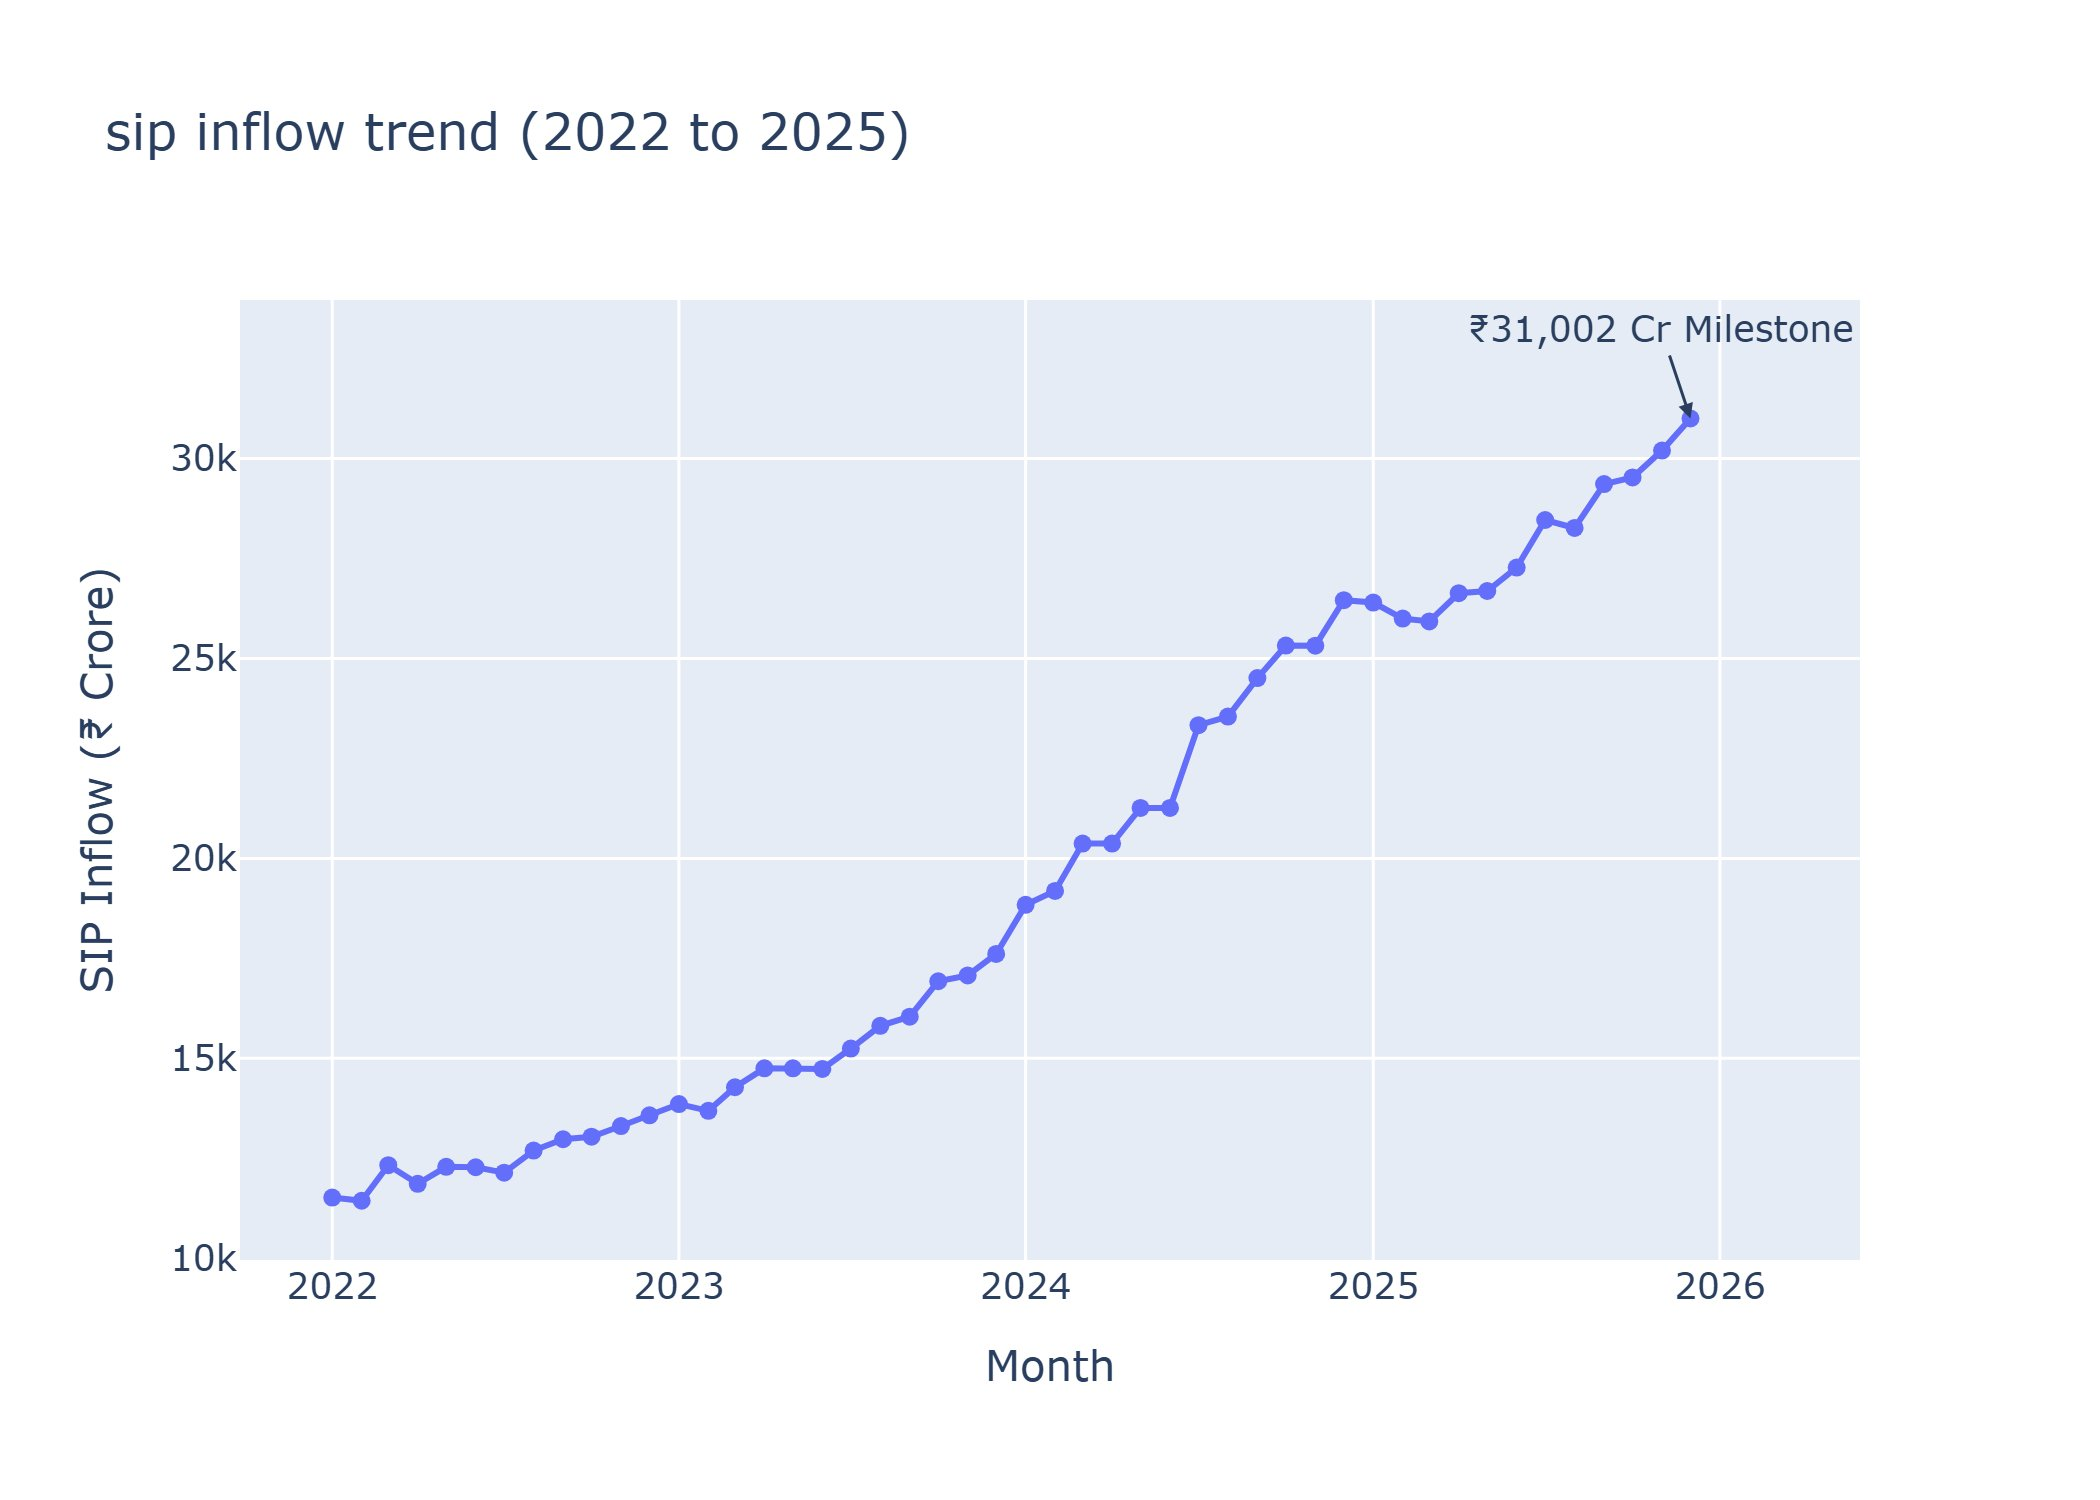 sip inflow trend (2022 to 2025)
₹31,002 Cr Milestone
30k
25k
20k
15k
10k
SIP Inflow (₹ Crore)
2022 2023 2024 2025 2026
Month